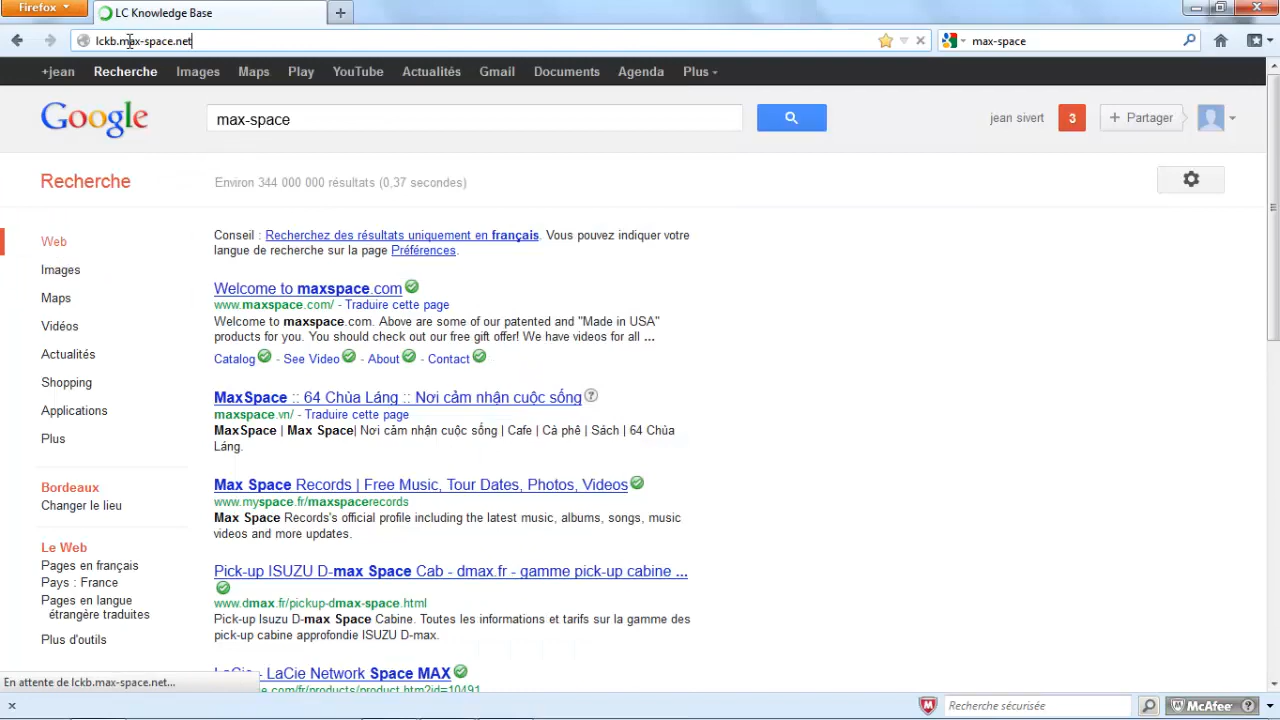 Firefox
LC Knowledge Base
lckb.max-space.net
max-space
+jean Recherche Images Maps Play YouTube Actualités Gmail Documents Agenda Plus
Google
max-space
jean sivert 3 + Partager
Recherche
Environ 344 000 000 résultats (0,37 secondes)
Web
Images
Maps
Vidéos
Actualités
Shopping
Applications
Plus
Bordeaux
Changer le lieu
Le Web
Pages en français
Pays : France
Pages en langue
étrangère traduites
Plus d'outils
Conseil : Recherchez des résultats uniquement en français. Vous pouvez indiquer votre
langue de recherche sur la page Préférences.
Welcome to maxspace.com
www.maxspace.com/ - Traduire cette page
Welcome to maxspace.com. Above are some of our patented and "Made in USA"
products for you. You should check out our free gift offer! We have videos for all ...
Catalog - See Video - About - Contact
MaxSpace :: 64 Chùa Láng :: Nơi cảm nhận cuộc sống
maxspace.vn/ - Traduire cette page
MaxSpace | Max Space| Nơi cảm nhận cuộc sống | Cafe | Cà phê | Sách | 64 Chùa
Láng.
Max Space Records | Free Music, Tour Dates, Photos, Videos
www.myspace.fr/maxspacerecords
Max Space Records's official profile including the latest music, albums, songs, music
videos and more updates.
Pick-up ISUZU D-max Space Cab - dmax.fr - gamme pick-up cabine ...
www.dmax.fr/pickup-dmax-space.html
Pick-up Isuzu D-max Space Cabine. Toutes les informations et tarifs sur la gamme des
pick-up cabine approfondie ISUZU D-max.
LaCie - LaCie Network Space MAX
.com/fr/products/product.htm?id=10491
En attente de lckb.max-space.net...
Recherche sécurisée
McAfee